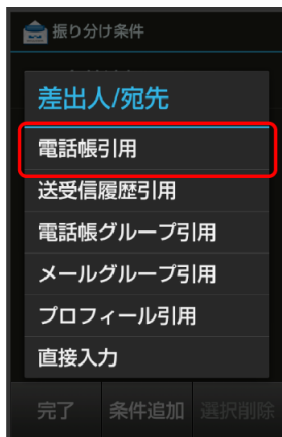 振り分け条件
差出人/宛先
電話帳引用
送受信履歴引用
電話帳グループ引用
メールグループ引用
プロフィール引用
直接入力
完了 条件追加 選択削除